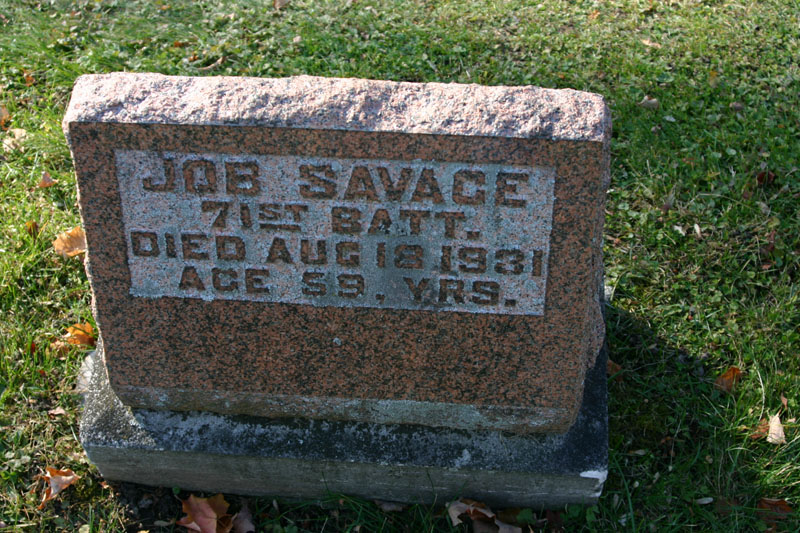 JOB SAVAGE
71ST BATT.
DIED AUG 18 1931
AGE 59. YRS.